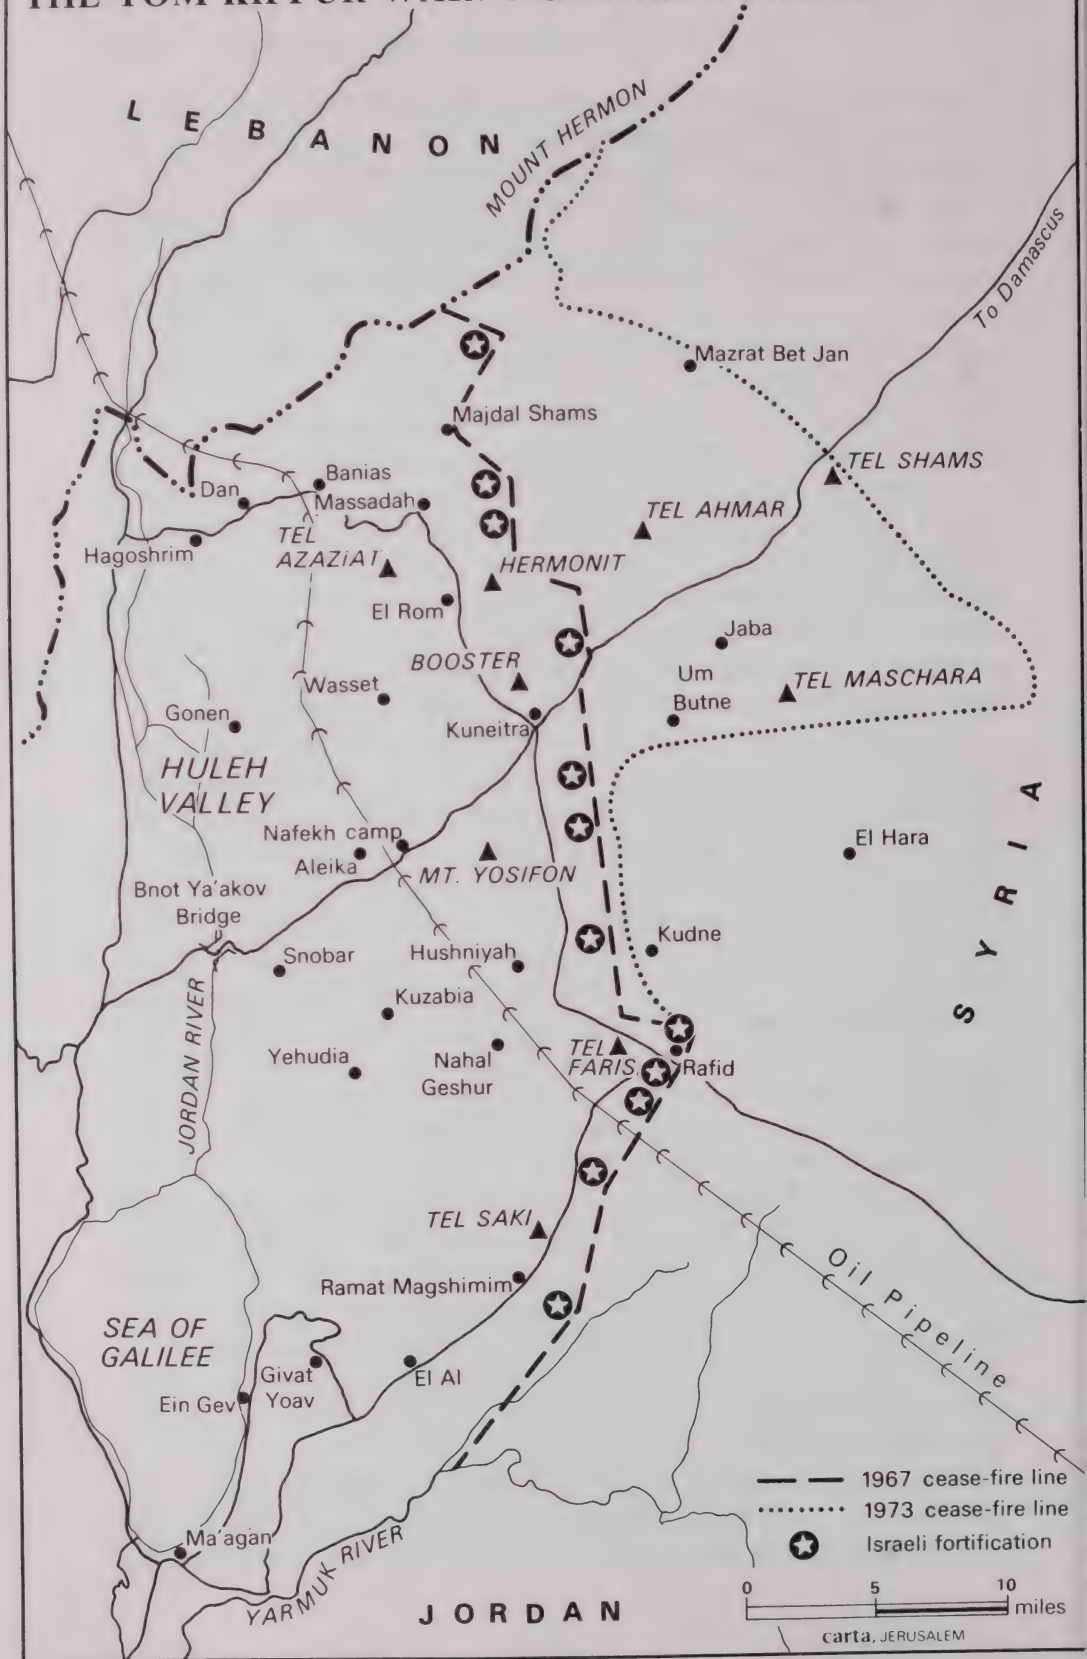 LEBANON
MOUNT HERMON
To Damascus
Mazrat Bet Jan
Majdal Shams
TEL SHAMS
Banias
Dan
Massadah
TEL AHMAR
TEL
AZAZiAT
Hagoshrim
HERMONIT
El Rom
Jaba
BOOSTER
Wasset
Um
Butne
TEL MASCHARA
Gonen
Kuneitra
HULEH
VALLEY
SYRIA
Nafekh camp
Aleika
MT. YOSIFON
El Hara
Bnot Ya'akov
Bridge
Snobar
Hushniyah
Kudne
Kuzabia
JORDAN RIVER
Yehudia
Nahal
Geshur
TEL
FARIS
Rafid
TEL SAKI
Ramat Magshimim
Oil Pipeline
SEA OF
GALILEE
Givat
Yoav
El Al
Ein Gev
1967 cease-fire line
1973 cease-fire line
Israeli fortification
Ma'agan
YARMUK RIVER
JORDAN
0 5 10
miles
carta, JERUSALEM